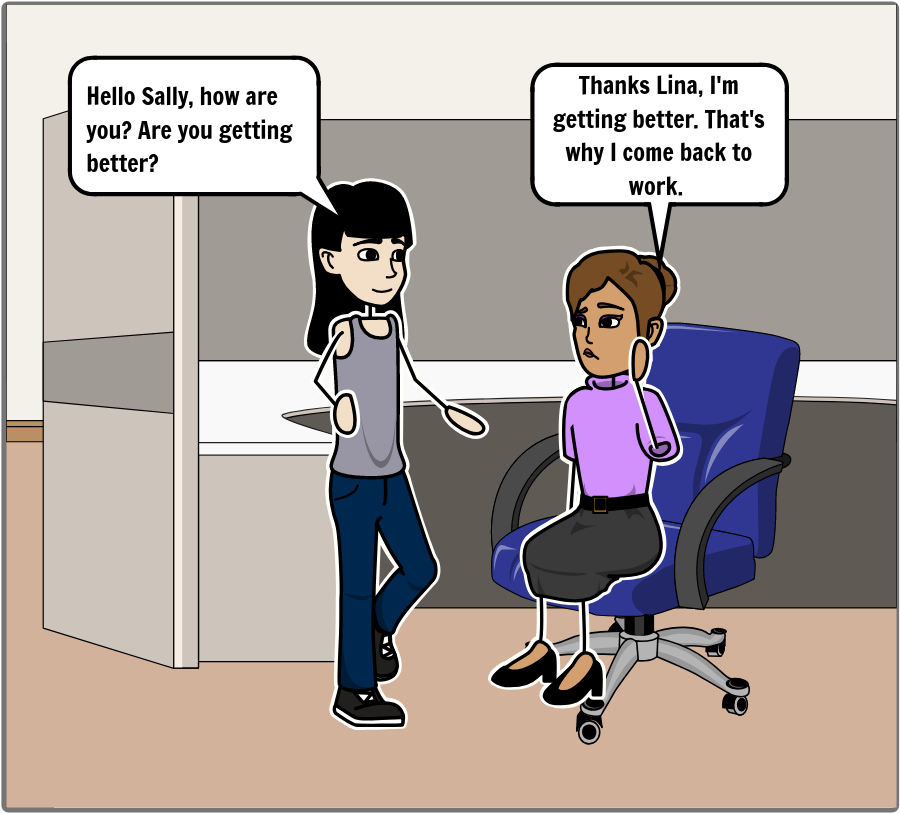 Hello Sally, how are
you? Are you getting
better?
Thanks Lina, I'm
getting better. That's
why I come back to
work.